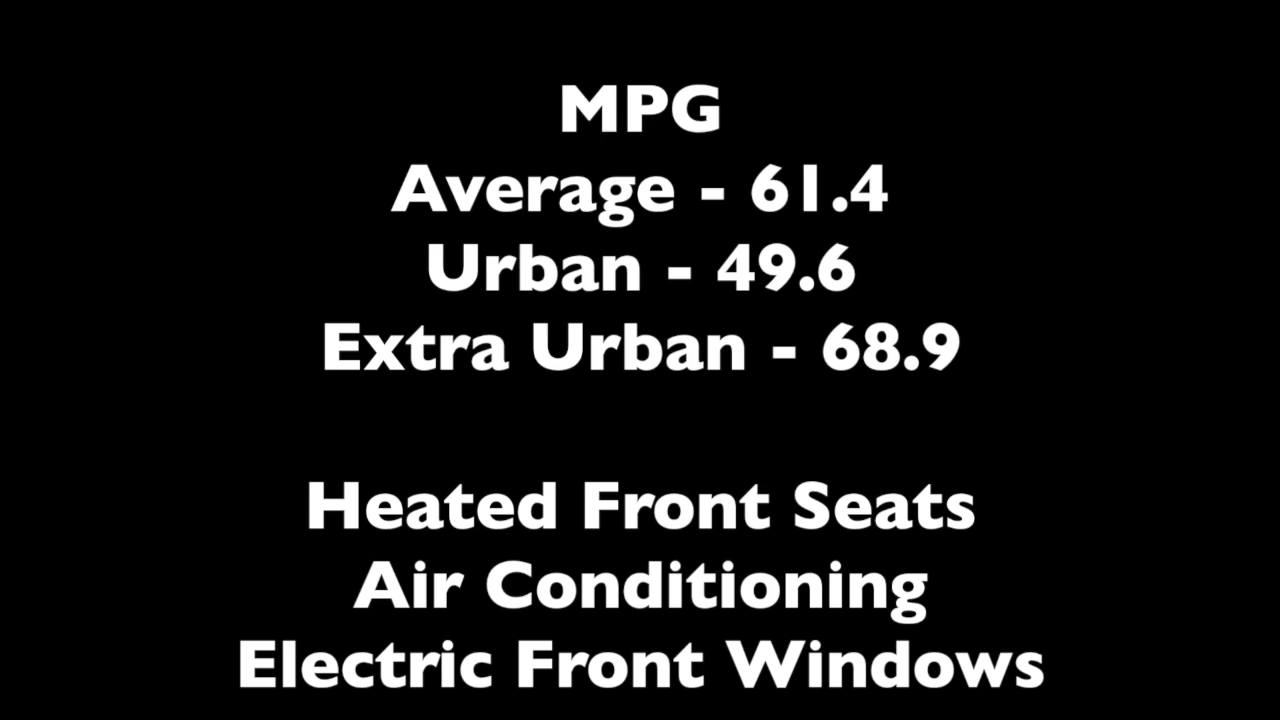 MPG
Average - 61.4
Urban - 49.6
Extra Urban - 68.9
Heated Front Seats
Air Conditioning
Electric Front Windows